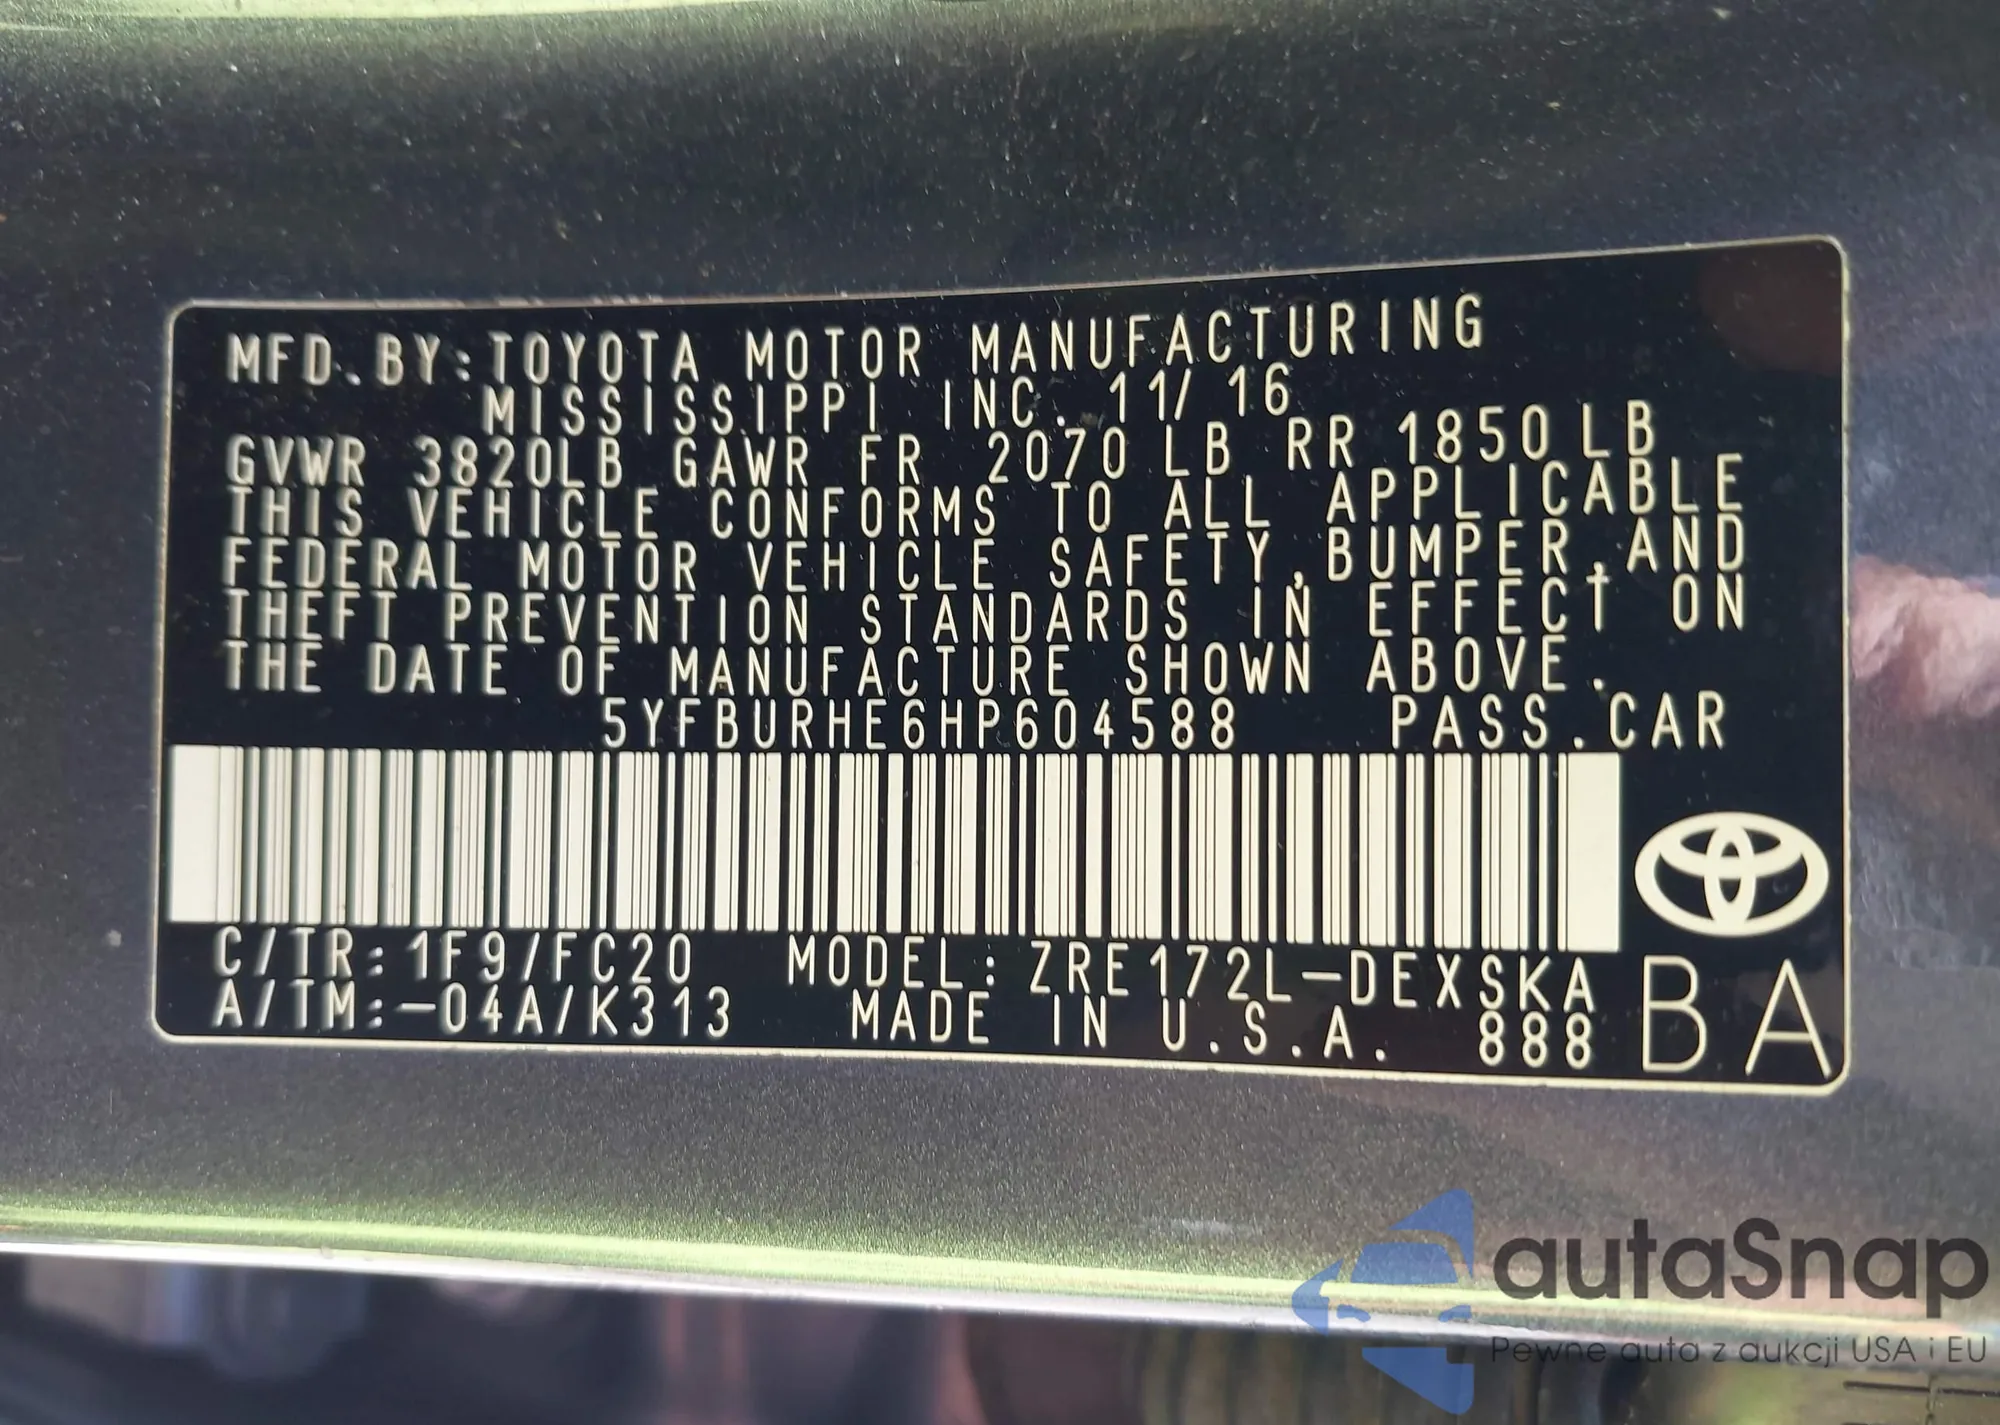 MFD.BY:TOYOTA MOTOR MANUFACTURING
MISSISSIPPI INC. 11/16
GVWR 3820LB GAWR FR 2070LB RR 1850LB
THIS VEHICLE CONFORMS TO ALL APPLICABLE
FEDERAL MOTOR VEHICLE SAFETY,BUMPER,AND
THEFT PREVENTION STANDARDS IN EFFECT ON
THE DATE OF MANUFACTURE SHOWN ABOVE.
5YFBURHE6HP604588 PASS.CAR
C/TR:1F9/FC20 MODEL:ZRE172L-DEXSKA
A/TM:-04A/K313 MADE IN U.S.A. 888
BA
autaSnap
Pewne auta z aukcji USA i EU